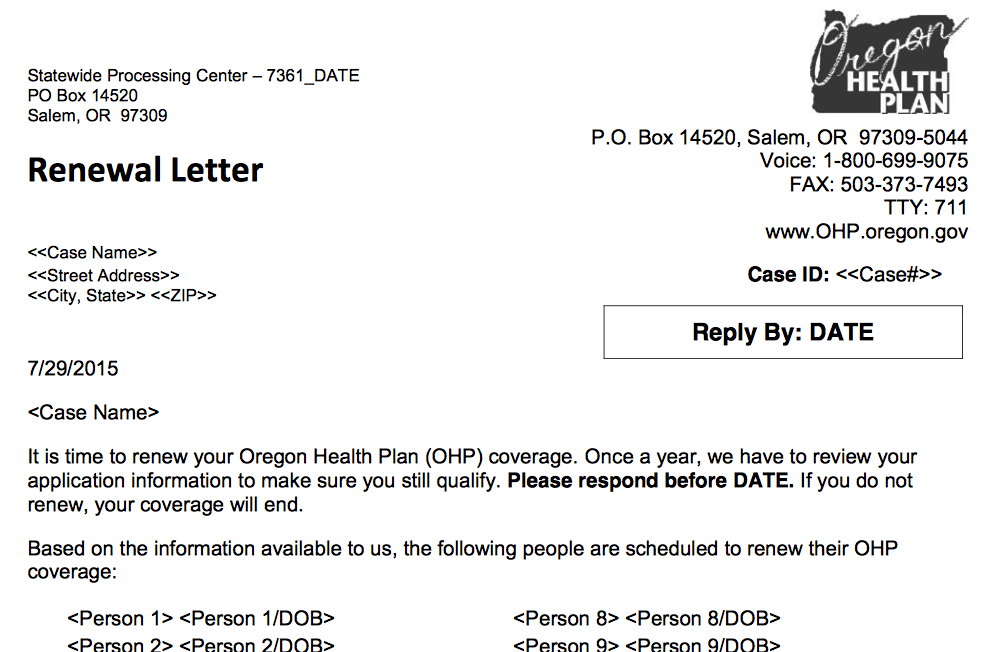 Oregon
HEALTH
PLAN
Statewide Processing Center – 7361_DATE
PO Box 14520
Salem, OR  97309
P.O. Box 14520, Salem, OR  97309-5044
Voice: 1-800-699-9075
FAX: 503-373-7493
TTY: 711
www.OHP.oregon.gov
Renewal Letter
<<Case Name>>
<<Street Address>>
<<City, State>> <<ZIP>>
Case ID: <<Case#>>
Reply By: DATE
7/29/2015
<Case Name>
It is time to renew your Oregon Health Plan (OHP) coverage. Once a year, we have to review your
application information to make sure you still qualify. Please respond before DATE. If you do not
renew, your coverage will end.
Based on the information available to us, the following people are scheduled to renew their OHP
coverage:
<Person 1> <Person 1/DOB>
<Person 8> <Person 8/DOB>
<Person 2> <Person 2/DOB>
<Person 9> <Person 9/DOB>